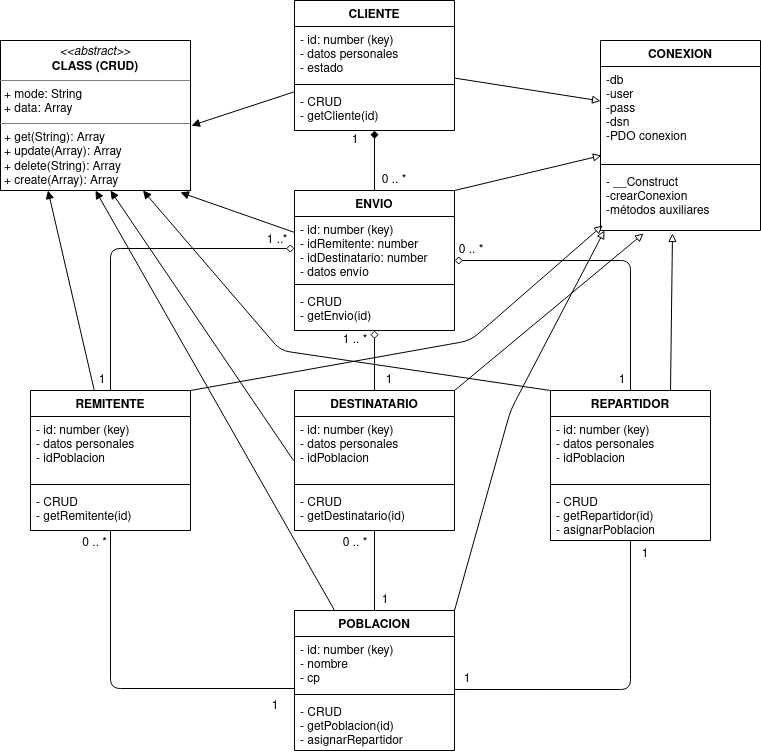 CLIENTE
- id: number (key)
- datos personales
- estado
- CRUD
- getCliente(id)
<<abstract>>
CLASS (CRUD)
+ mode: String
+ data: Array
+ get(String): Array
+ update(Array): Array
+ delete(String): Array
+ create(Array): Array
CONEXION
-db
-user
-pass
-dsn
-PDO conexion
- __Construct
-crearConexion
-métodos auxiliares
1
0 .. *
ENVIO
- id: number (key)
- idRemitente: number
- idDestinatario: number
- datos envío
- CRUD
- getEnvio(id)
1 ..*
0 .. *
1 .. *
1
1
1
REMITENTE
- id: number (key)
- datos personales
- idPoblacion
- CRUD
- getRemitente(id)
DESTINATARIO
- id: number (key)
- datos personales
- idPoblacion
- CRUD
- getDestinatario(id)
REPARTIDOR
- id: number (key)
- datos personales
- idPoblacion
- CRUD
- getRepartidor(id)
- asignarPoblacion
0 .. *
0 .. *
1
1
POBLACION
- id: number (key)
- nombre
- cp
- CRUD
- getPoblacion(id)
- asignarRepartidor
1
1